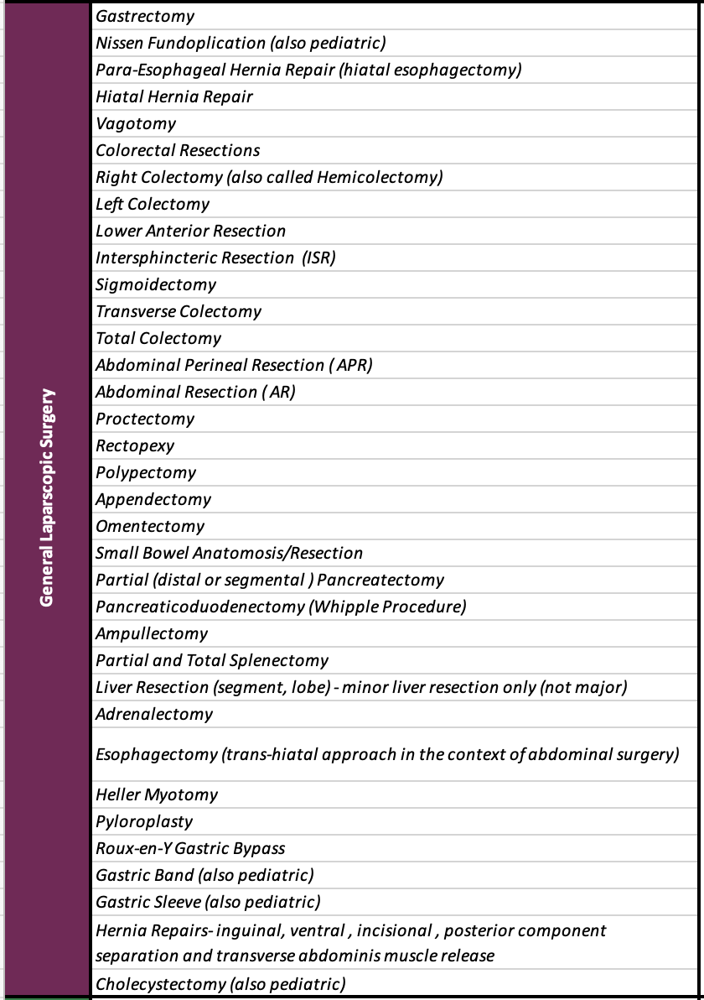 General Laparscopic Surgery
Gastrectomy
Nissen Fundoplication (also pediatric)
Para-Esophageal Hernia Repair (hiatal esophagectomy)
Hiatal Hernia Repair
Vagotomy
Colorectal Resections
Right Colectomy (also called Hemicolectomy)
Left Colectomy
Lower Anterior Resection
Intersphincteric Resection (ISR)
Sigmoidectomy
Transverse Colectomy
Total Colectomy
Abdominal Perineal Resection ( APR)
Abdominal Resection ( AR)
Proctectomy
Rectopexy
Polypectomy
Appendectomy
Omentectomy
Small Bowel Anatomosis/Resection
Partial (distal or segmental ) Pancreatectomy
Pancreaticoduodenectomy (Whipple Procedure)
Ampullectomy
Partial and Total Splenectomy
Liver Resection (segment, lobe) - minor liver resection only (not major)
Adrenalectomy
Esophagectomy (trans-hiatal approach in the context of abdominal surgery)
Heller Myotomy
Pyloroplasty
Roux-en-Y Gastric Bypass
Gastric Band (also pediatric)
Gastric Sleeve (also pediatric)
Hernia Repairs- inguinal, ventral , incisional , posterior component
separation and transverse abdominis muscle release
Cholecystectomy (also pediatric)